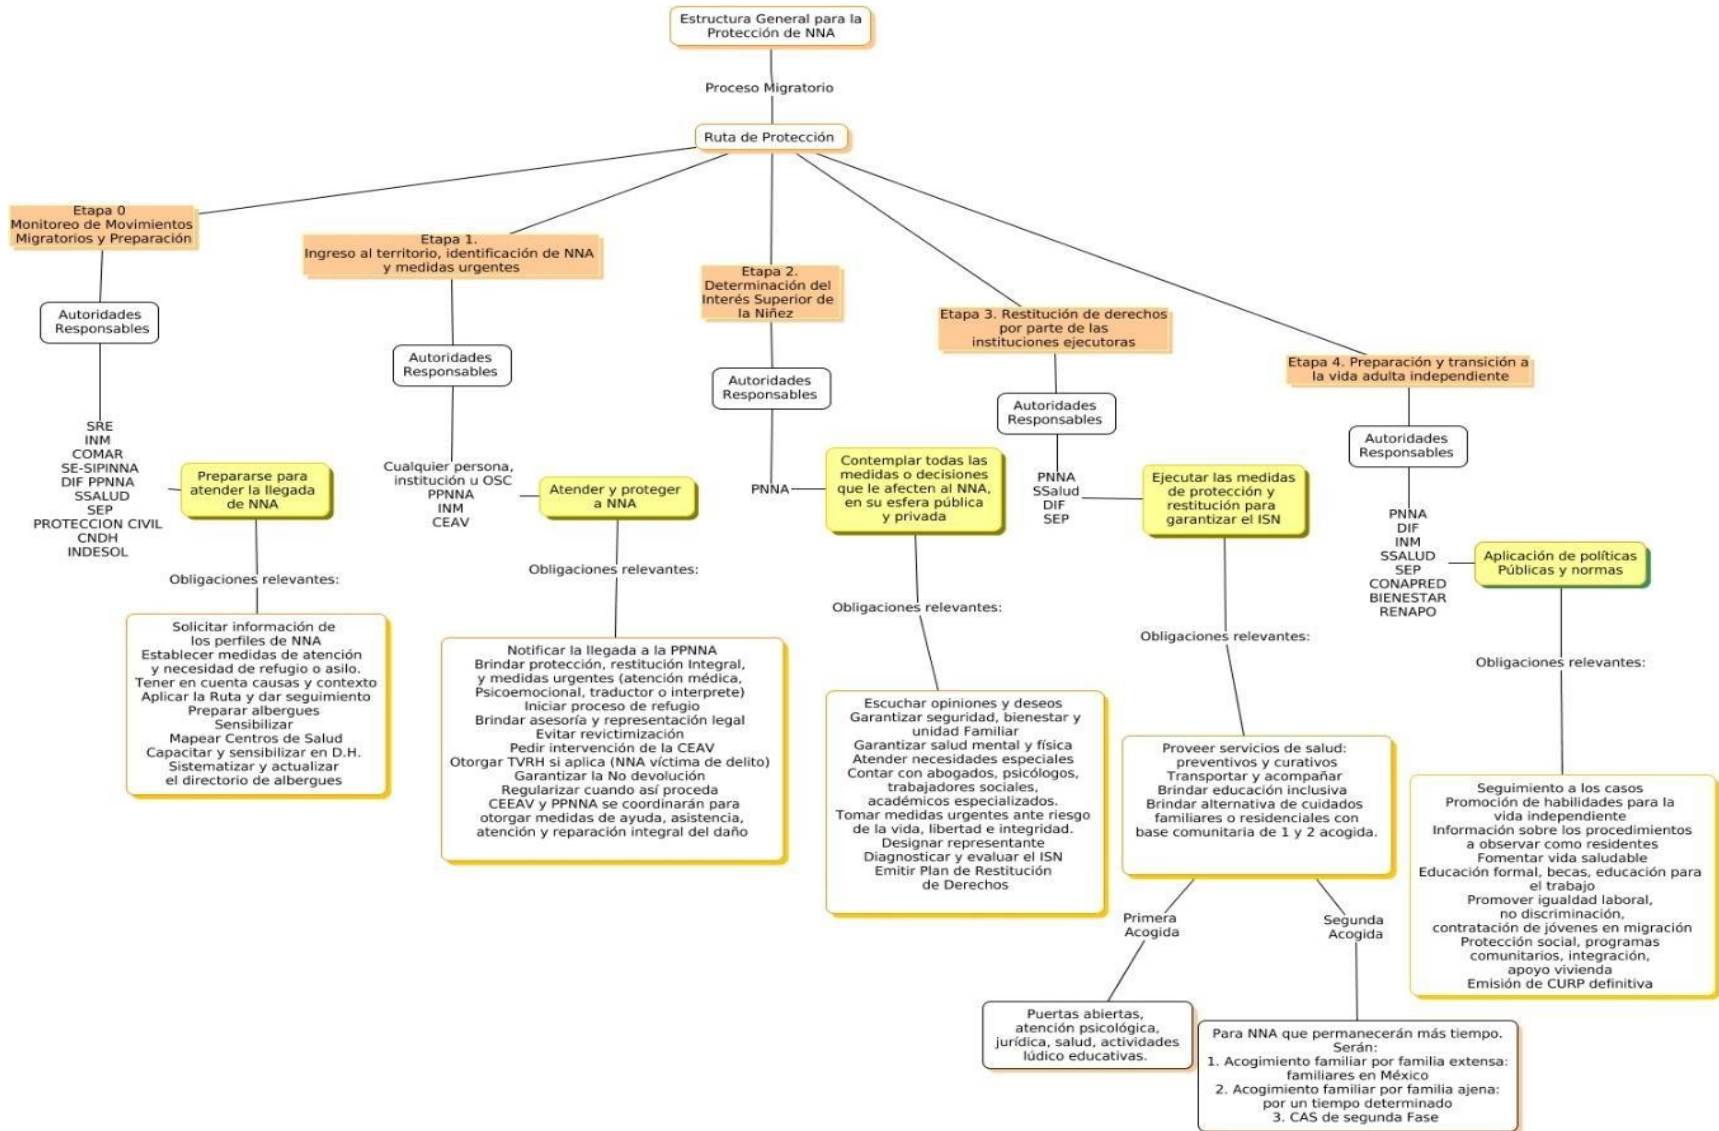 Estructura General para la
Protección de NNA
Proceso Migratorio
Ruta de Protección
Etapa 0
Monitoreo de Movimientos
Migratorios y Preparación
Autoridades
Responsables
SRE
INM
COMAR
SE-SIPINNA
DIF PPNNA
SSALUD
SEP
PROTECCION CIVIL
CNDH
INDESOL
Prepararse para
atender la llegada
de NNA
Obligaciones relevantes:
Solicitar información de
los perfiles de NNA
Establecer medidas de atención
y necesidad de refugio o asilo.
Tener en cuenta causas y contexto
Aplicar la Ruta y dar seguimiento
Preparar albergues
Sensibilizar
Mapear Centros de Salud
Capacitar y sensibilizar en D.H.
Sistematizar y actualizar
el directorio de albergues
Etapa 1.
Ingreso al territorio, identificación de NNA
y medidas urgentes
Autoridades
Responsables
Cualquier persona,
institución u OSC
PPNNA
INM
CEAV
Atender y proteger
a NNA
Obligaciones relevantes:
Notificar la llegada a la PPNNA
Brindar protección, restitución Integral,
y medidas urgentes (atención médica,
Psicoemocional, traductor o interprete)
Iniciar proceso de refugio
Brindar asesoría y representación legal
Evitar revictimización
Pedir intervención de la CEAV
Otorgar TVRH si aplica (NNA víctima de delito)
Garantizar la No devolución
Regularizar cuando así proceda
CEEAV y PPNNA se coordinarán para
otorgar medidas de ayuda, asistencia,
atención y reparación integral del daño
Etapa 2.
Determinación del
Interés Superior de
la Niñez
Autoridades
Responsables
PNNA
Contemplar todas las
medidas o decisiones
que le afecten al NNA,
en su esfera pública
y privada
Obligaciones relevantes:
Escuchar opiniones y deseos
Garantizar seguridad, bienestar y
unidad Familiar
Garantizar salud mental y física
Atender necesidades especiales
Contar con abogados, psicólogos,
trabajadores sociales,
académicos especializados.
Tomar medidas urgentes ante riesgo
de la vida, libertad e integridad.
Designar representante
Diagnosticar y evaluar el ISN
Emitir Plan de Restitución
de Derechos
Etapa 3. Restitución de derechos
por parte de las
instituciones ejecutoras
Autoridades
Responsables
PNNA
SSalud
DIF
SEP
Ejecutar las medidas
de protección y
restitución para
garantizar el ISN
Obligaciones relevantes:
Proveer servicios de salud:
preventivos y curativos
Transportar y acompañar
Brindar educación inclusiva
Brindar alternativa de cuidados
familiares o residenciales con
base comunitaria de 1 y 2 acogida.
Primera
Acogida
Puertas abiertas,
atención psicológica,
jurídica, salud, actividades
lúdico educativas.
Segunda
Acogida
Para NNA que permanecerán más tiempo.
Serán:
1. Acogimiento familiar por familia extensa:
familiares en México
2. Acogimiento familiar por familia ajena:
por un tiempo determinado
3. CAS de segunda Fase
Etapa 4. Preparación y transición a
la vida adulta independiente
Autoridades
Responsables
PNNA
DIF
INM
SSALUD
SEP
CONAPRED
BIENESTAR
RENAPO
Aplicación de políticas
Públicas y normas
Obligaciones relevantes:
Seguimiento a los casos
Promoción de habilidades para la
vida independiente
Información sobre los procedimientos
a observar como residentes
Fomentar vida saludable
Educación formal, becas, educación para
el trabajo
Promover igualdad laboral,
no discriminación,
contratación de jóvenes en migración
Protección social, programas
comunitarios, integración,
apoyo vivienda
Emisión de CURP definitiva